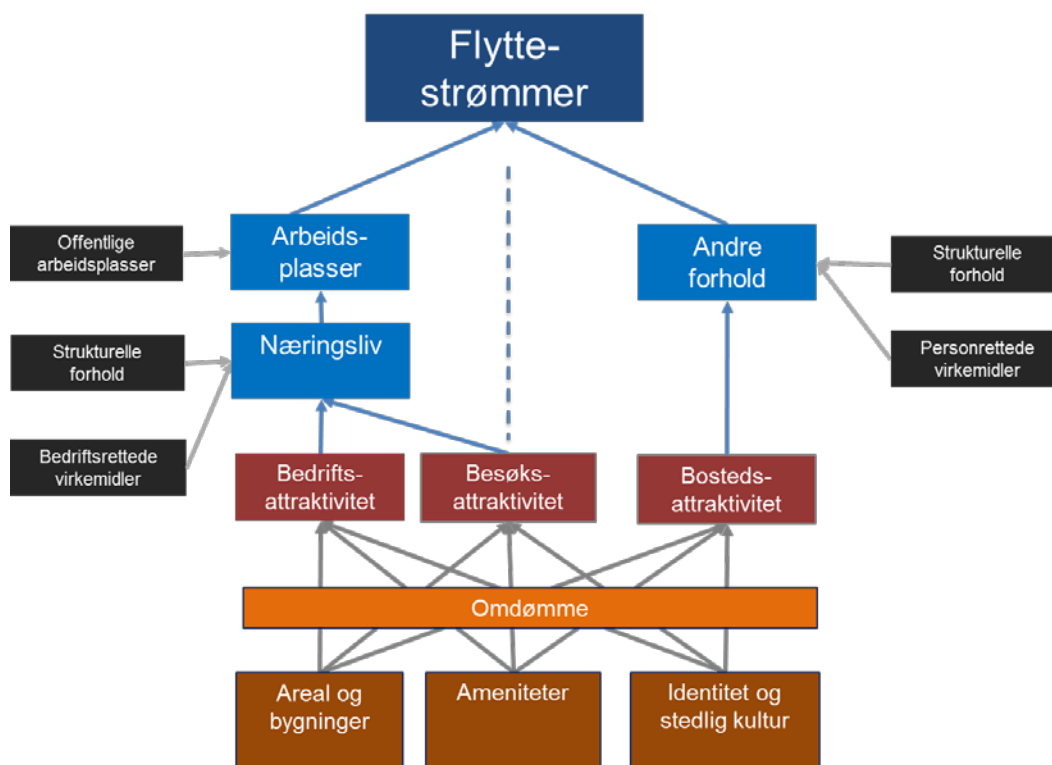 Flytte-
strømmer
Offentlige
arbeidsplasser
Arbeids-
plasser
Andre
forhold
Strukturelle
forhold
Strukturelle
forhold
Næringsliv
Personrettede
virkemidler
Bedriftsrettede
virkemidler
Bedrifts-
attraktivitet
Besøks-
attraktivitet
Bosteds-
attraktivitet
Omdømme
Areal og
bygninger
Ameniteter
Identitet og
stedlig kultur